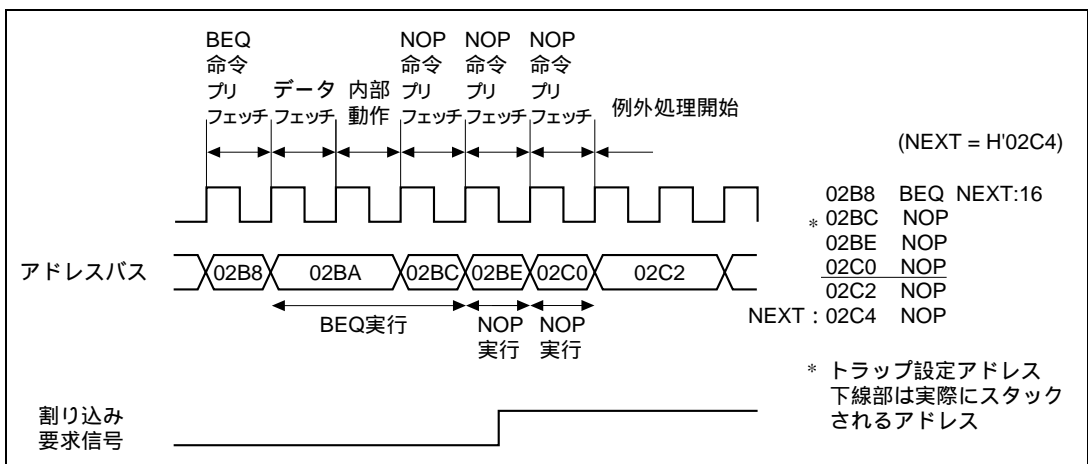 BEQ
命令
プリ
フェッチ
データ
フェッチ
内部
動作
NOP
命令
プリ
フェッチ
NOP
命令
プリ
フェッチ
NOP
命令
プリ
フェッチ
例外処理開始
アドレスバス
02B8
02BA
02BC
02BE
02C0
02C2
BEQ実行
NOP
実行
NOP
実行
割り込み
要求信号
(NEXT = H'02C4)
02B8 BEQ NEXT:16
* 02BC NOP
02BE NOP
02C0 NOP
02C2 NOP
NEXT : 02C4 NOP
* トラップ設定アドレス
下線部は実際にスタック
されるアドレス